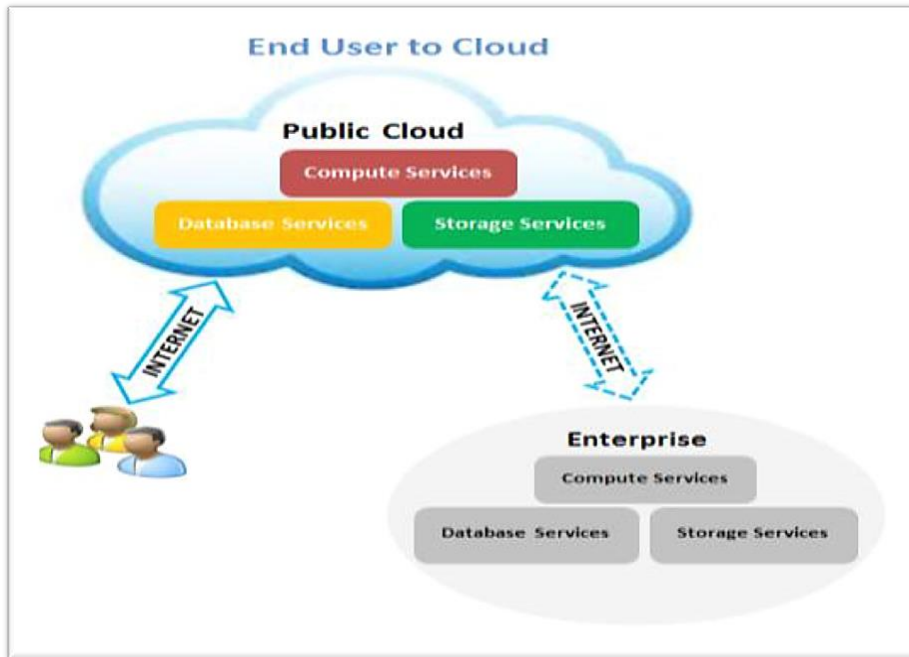 End User to Cloud
Public Cloud
Compute Services
Database Services
Storage Services
INTERNET
INTERNET
Enterprise
Compute Services
Database Services
Storage Services